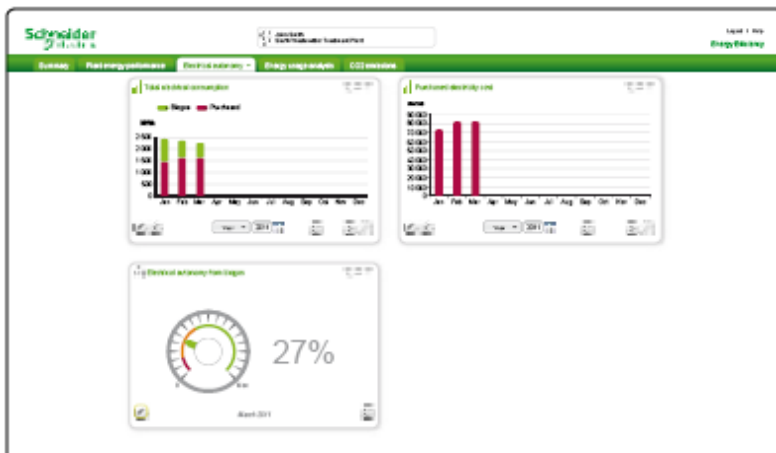 Schneider
Electric
Energy Efficiency
Summary Plant energy performance Electrical autonomy Energy usage analysis CO2 emissions
Total electrical consumption
Biogas Purchased
2 500
2 000
1 500
1 000
500
0
Jan Feb Mar Apr May Jun Jul Aug Sep Oct Nov Dec
Year 2011
Purchased electricity cost
90 000
80 000
70 000
60 000
50 000
40 000
30 000
20 000
10 000
0
Jan Feb Mar Apr May Jun Jul Aug Sep Oct Nov Dec
Year 2011
Electrical autonomy from biogas
27%
0 100
March 2011